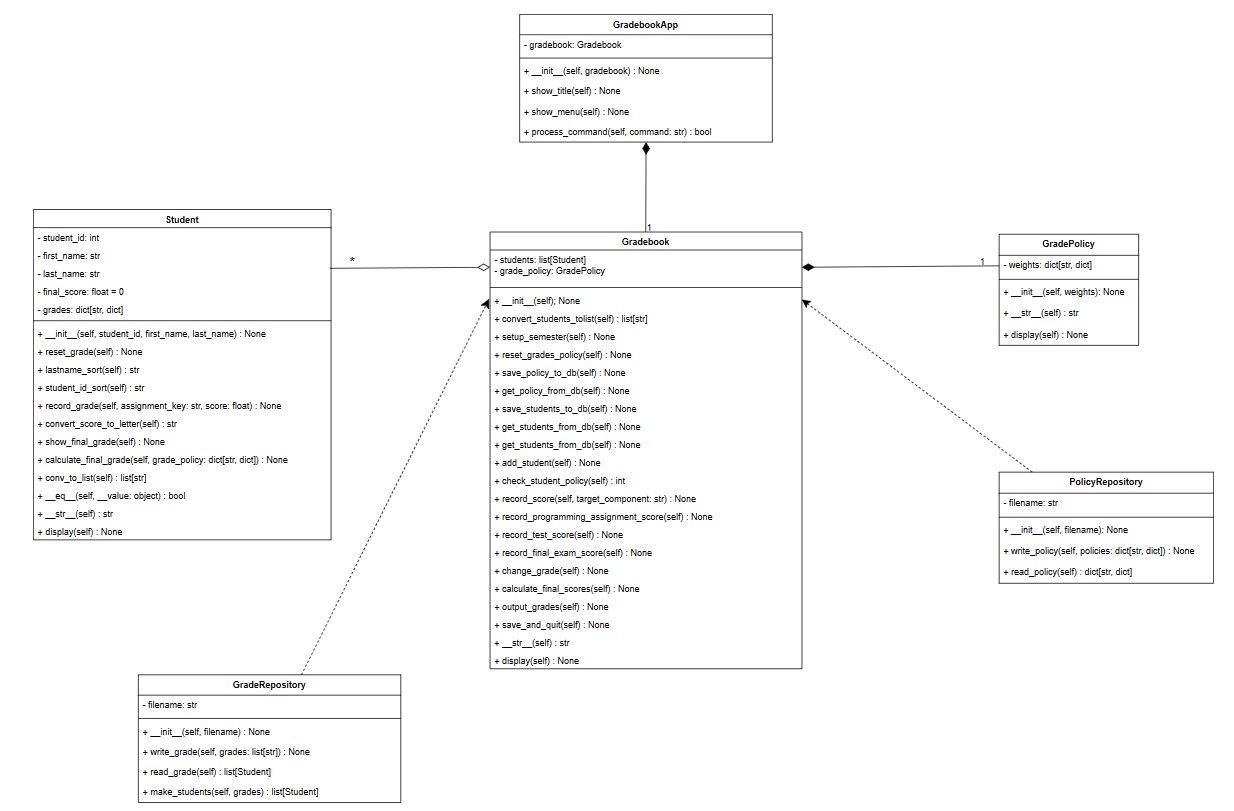 GradebookApp
- gradebook: Gradebook
+ __init__(self, gradebook) : None
+ show_title(self) : None
+ show_menu(self) : None
+ process_command(self, command: str) : bool
Student
- student_id: int
- first_name: str
- last_name: str
- final_score: float = 0
- grades: dict[str, dict]
+ __init__(self, student_id, first_name, last_name) : None
+ reset_grade(self) : None
+ lastname_sort(self) : str
+ student_id_sort(self) : str
+ record_grade(self, assignment_key: str, score: float) : None
+ convert_score_to_letter(self) : str
+ show_final_grade(self) : None
+ calculate_final_grade(self, grade_policy: dict[str, dict]) : None
+ conv_to_list(self) : list[str]
+ __eq__(self, __value: object) : bool
+ __str__(self) : str
+ display(self) : None
*
1
Gradebook
- students: list[Student]
- grade_policy: GradePolicy
+ __init__(self); None
+ convert_students_tolist(self) : list[str]
+ setup_semester(self) : None
+ reset_grades_policy(self) : None
+ save_policy_to_db(self) : None
+ get_policy_from_db(self) : None
+ save_students_to_db(self) : None
+ get_students_from_db(self) : None
+ get_students_from_db(self) : None
+ add_student(self) : None
+ check_student_policy(self) : int
+ record_score(self, target_component: str) : None
+ record_programming_assignment_score(self) : None
+ record_test_score(self) : None
+ record_final_exam_score(self) : None
+ change_grade(self) : None
+ calculate_final_scores(self) : None
+ output_grades(self) : None
+ save_and_quit(self) : None
+ __str__(self) : str
+ display(self) : None
1
GradePolicy
- weights: dict[str, dict]
+ __init__(self, weights): None
+ __str__(self) : str
+ display(self) : None
PolicyRepository
- filename: str
+ __init__(self, filename): None
+ write_policy(self, policies: dict[str, dict]) : None
+ read_policy(self) : dict[str, dict]
GradeRepository
- filename: str
+ __init__(self, filename) : None
+ write_grade(self, grades: list[str]) : None
+ read_grade(self) : list[Student]
+ make_students(self, grades) : list[Student]